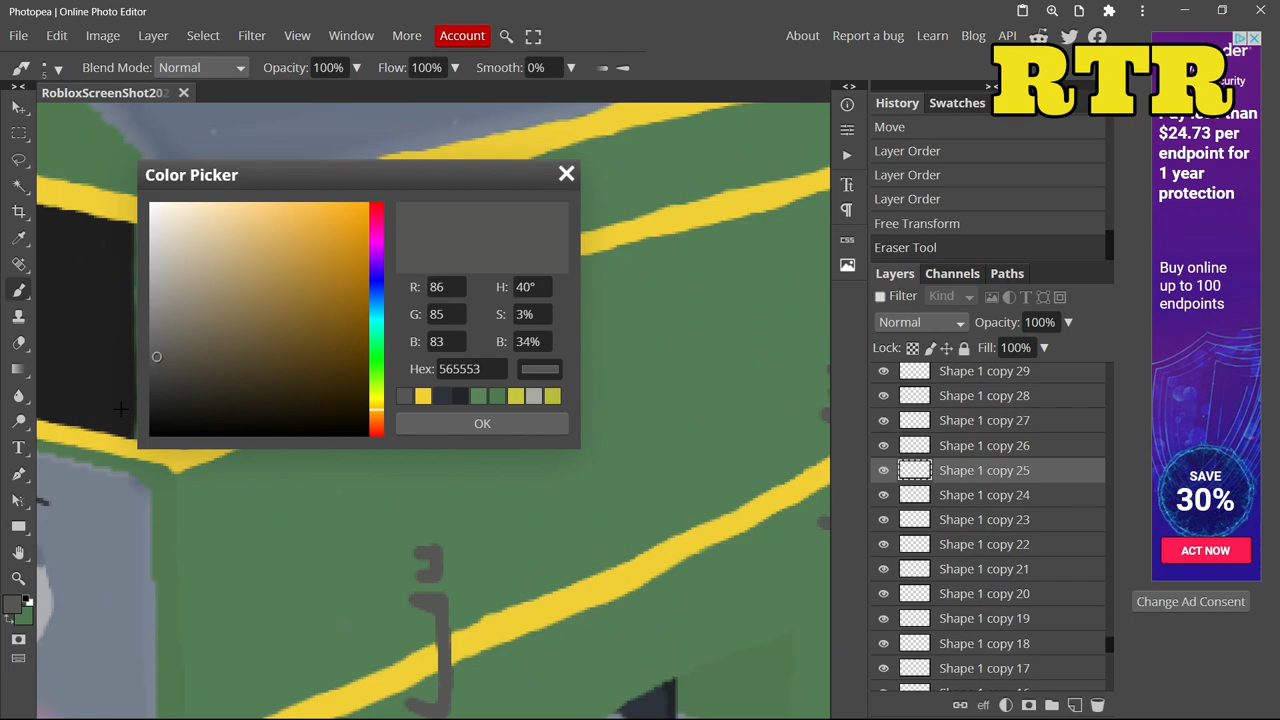 Photopea | Online Photo Editor
File Edit Image Layer Select Filter View Window More Account
About Report a bug Learn Blog API
5 Blend Mode: Normal Opacity: 100% Flow: 100% Smooth: 0%
RobloxScreenShot202
RTR
Color Picker
R: 86 H: 40°
G: 85 S: 3%
B: 83 B: 34%
Hex: 565553
OK
CSS
History Swatches
Move
Layer Order
Layer Order
Layer Order
Free Transform
Eraser Tool
Layers Channels Paths
Filter Kind
Normal Opacity: 100%
Lock: Fill: 100%
Shape 1 copy 29
Shape 1 copy 28
Shape 1 copy 27
Shape 1 copy 26
Shape 1 copy 25
Shape 1 copy 24
Shape 1 copy 23
Shape 1 copy 22
Shape 1 copy 21
Shape 1 copy 20
Shape 1 copy 19
Shape 1 copy 18
Shape 1 copy 17
eff
$24.73 per
endpoint for
1 year
protection
Buy online
up to 100
endpoints
SAVE
30%
ACT NOW
Change Ad Consent